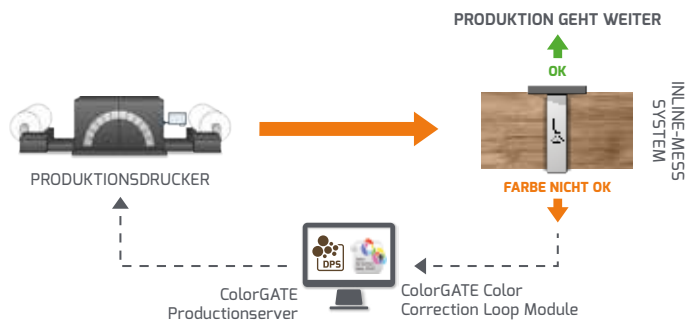 PRODUKTION GEHT WEITER
OK
INLINE-MESS
SYSTEM
PRODUKTIONSDRUCKER
FARBE NICHT OK
DPS
ColorGATE
Productionserver
ColorGATE Color
Correction Loop Module